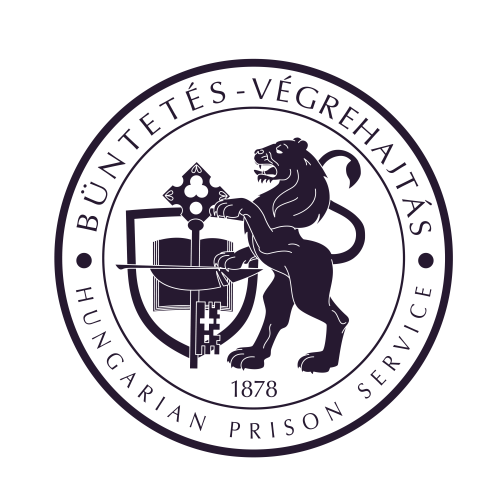 BÜNTETÉS-VÉGREHAJTÁS
1878
HUNGARIAN PRISON SERVICE